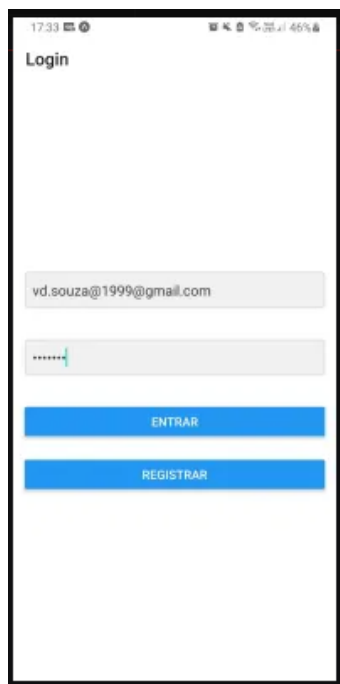 17:33 46%
Login
vd.souza@1999@gmail.com
•••••••
ENTRAR
REGISTRAR